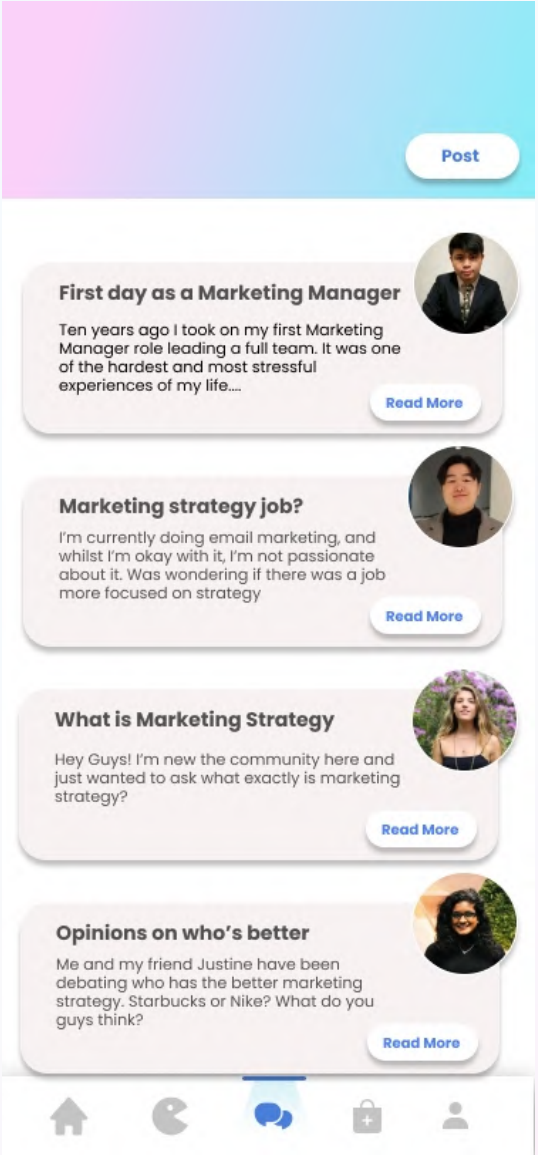 Post
First day as a Marketing Manager
Ten years ago I took on my first Marketing
Manager role leading a full team. It was one
of the hardest and most stressful
experiences of my life....
Read More
Marketing strategy job?
I'm currently doing email marketing, and
whilst I'm okay with it, I'm not passionate
about it. Was wondering if there was a job
more focused on strategy
Read More
What is Marketing Strategy
Hey Guys! I'm new the community here and
just wanted to ask what exactly is marketing
strategy?
Read More
Opinions on who's better
Me and my friend Justine have been
debating who has the better marketing
strategy. Starbucks or Nike? What do you
guys think?
Read More